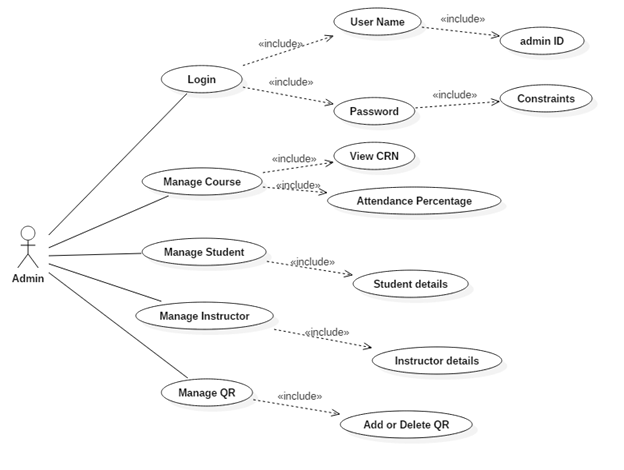 User Name
«include»
«include»
admin ID
Login
«include»
«include»
Constraints
Password
View CRN
«include»
Manage Course
«include»
Attendance Percentage
Manage Student
«include»
Admin
Student details
Manage Instructor
«include»
Instructor details
Manage QR
«include»
Add or Delete QR